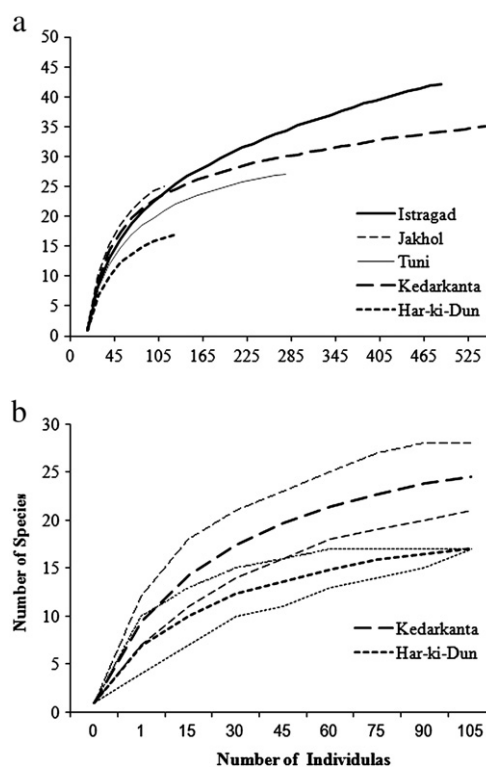 a
50
45
40
35
30
25
20
15
10
5
0
Istragad
Jakhol
Tuni
Kedarkanta
Har-ki-Dun
0 45 105 165 225 285 345 405 465 525
b
Number of Species
30
25
20
15
10
5
0
Kedarkanta
Har-ki-Dun
0 1 15 30 45 60 75 90 105
Number of Individulas